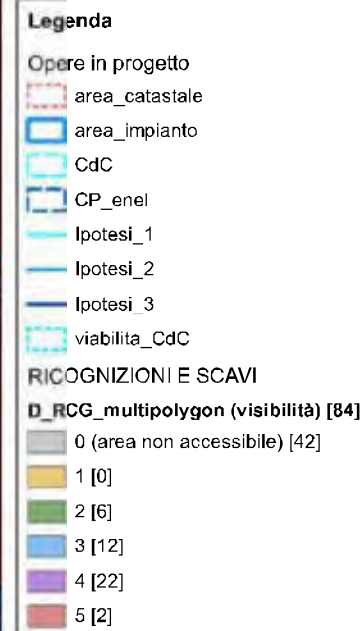 Legenda
Opere in progetto
area_catastale
area_impianto
CdC
CP_enel
Ipotesi_1
Ipotesi_2
Ipotesi_3
viabilita_CdC
RICOGNIZIONI E SCAVI
D_RCG_multipolygon (visibilità) [84]
0 (area non accessibile) [42]
1 [0]
2 [6]
3 [12]
4 [22]
5 [2]